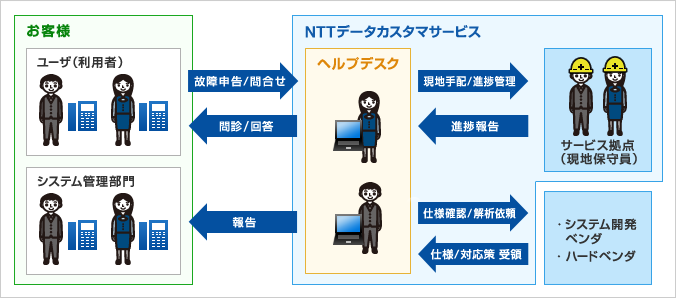 お客様
ユーザ（利用者）
システム管理部門
故障申告/問合せ
問診/回答
報告
NTTデータカスタマサービス
ヘルプデスク
現地手配/進捗管理
進捗報告
仕様確認/解析依頼
仕様/対応策 受領
サービス拠点
（現地保守員）
・システム開発
ベンダ
・ハードベンダ